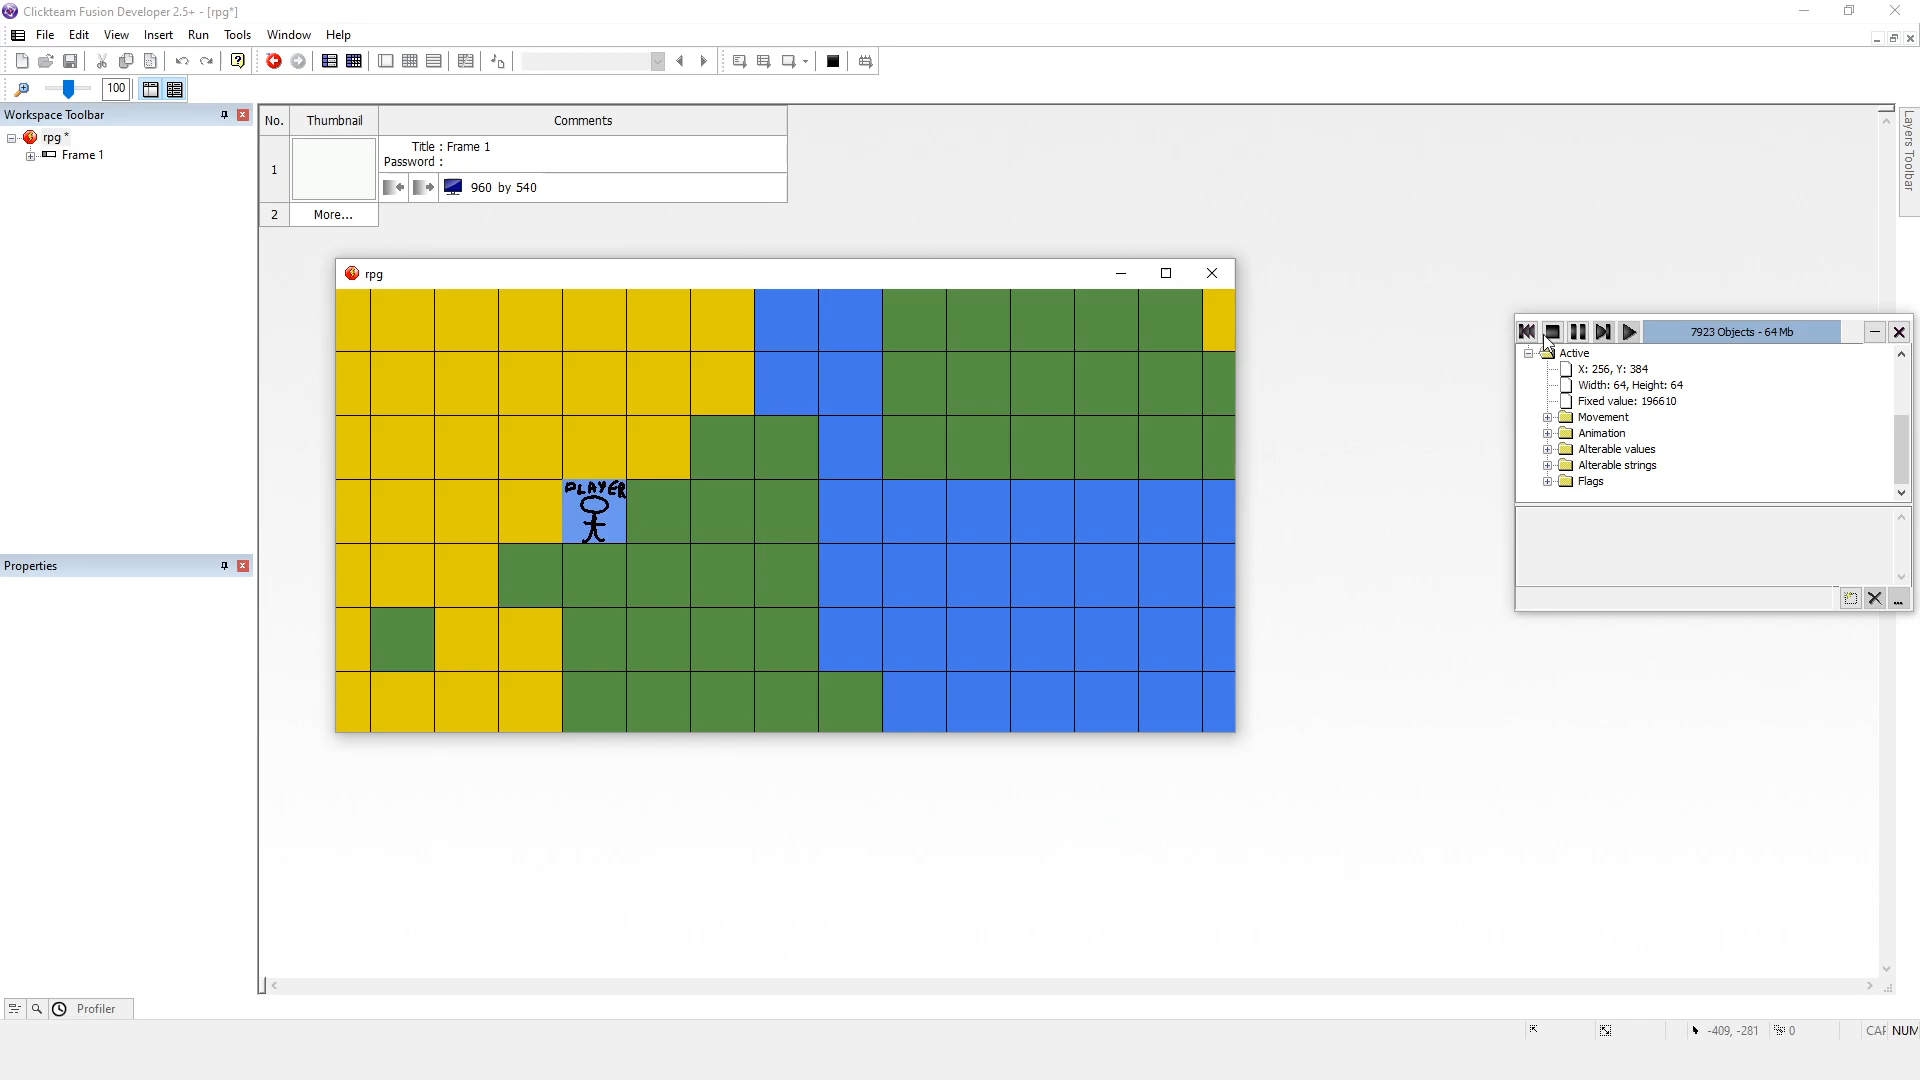 Clickteam Fusion Developer 2.5+ - [rpg*]
File Edit View Insert Run Tools Window Help
100
Workspace Toolbar
rpg *
Frame 1
No. Thumbnail Comments
1
Title : Frame 1
Password :
960 by 540
2 More...
Layers Toolbar
rpg
PLAYER
7923 Objects - 64 Mb
Active
X: 256, Y: 384
Width: 64, Height: 64
Fixed value: 196610
Movement
Animation
Alterable values
Alterable strings
Flags
...
Properties
Profiler
-409, -281 0 CAP NUM